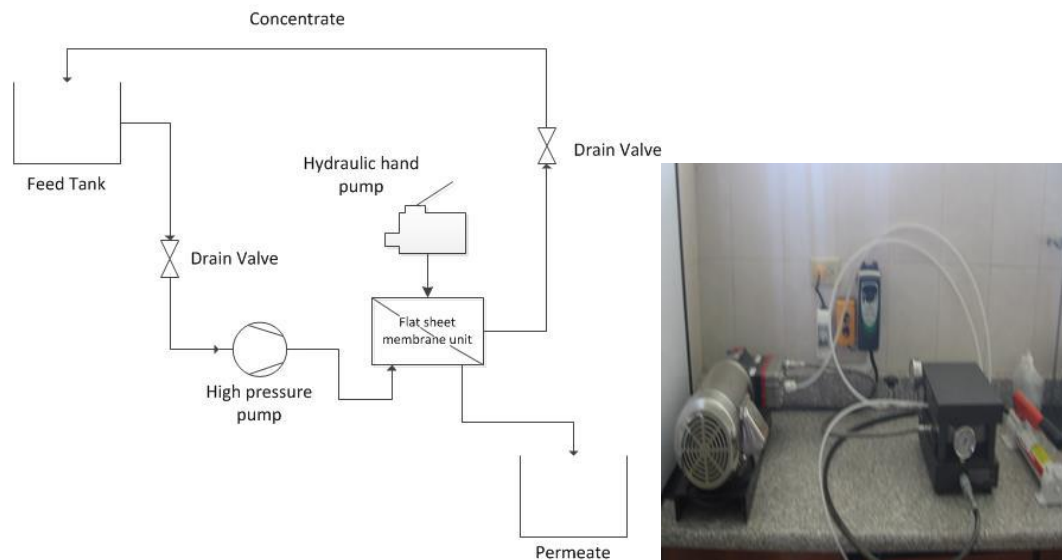 Concentrate
Feed Tank
Hydraulic hand
pump
Drain Valve
Drain Valve
Flat sheet
membrane unit
High pressure
pump
Permeate